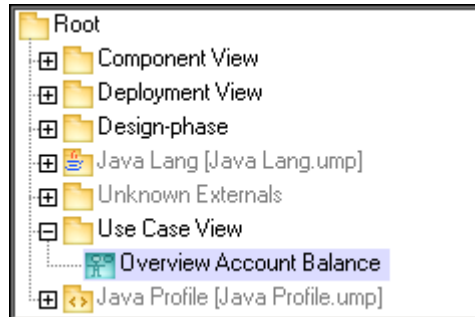 Root
Component View
Deployment View
Design-phase
Java Lang [Java Lang.ump]
Unknown Externals
Use Case View
Overview Account Balance
Java Profile [Java Profile.ump]